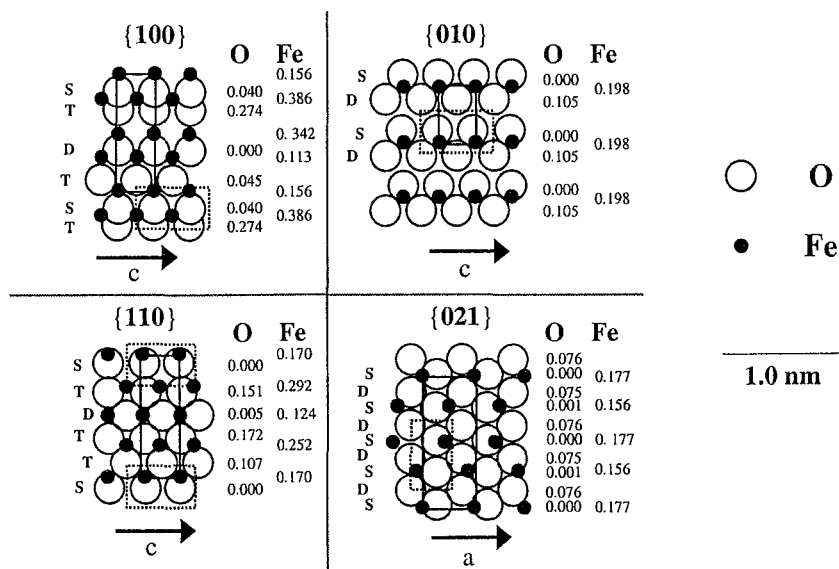 {100}
O Fe
0.156
S 0.040
0.386
T 0.274
0. 342
D 0.000
0.113
T 0.045
0.156
S 0.040
0.386
T 0.274
c
{010}
O Fe
S 0.000
0.198
D 0.105
S 0.000
0.198
D 0.105
0.000
0.198
0.105
c
{110}
O Fe
0.170
S 0.000
T 0.151 0.292
D 0.005 0.124
T 0.172
0.252
T 0.107
0.170
S 0.000
c
{021}
O Fe
0.076
S 0.000 0.177
D 0.075
S 0.001 0.156
D 0.076
S 0.000 0. 177
D 0.075
S 0.001 0.156
D 0.076
S 0.000 0.177
a
O
Fe
1.0 nm